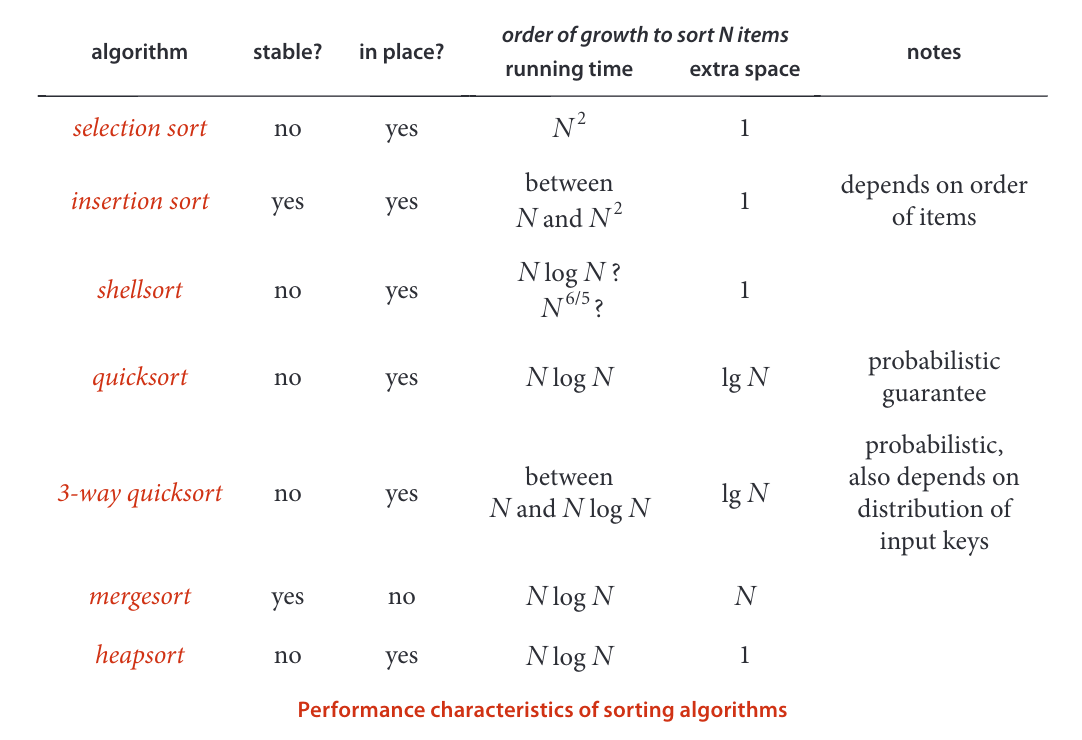 order of growth to sort N items
algorithm stable? in place? running time extra space notes
selection sort no yes N² 1
insertion sort yes yes between N and N² 1 depends on order of items
shellsort no yes N log N ? N^6/5 ? 1
quicksort no yes N log N lg N probabilistic guarantee
3-way quicksort no yes between N and N log N lg N probabilistic, also depends on distribution of input keys
mergesort yes no N log N N
heapsort no yes N log N 1
Performance characteristics of sorting algorithms